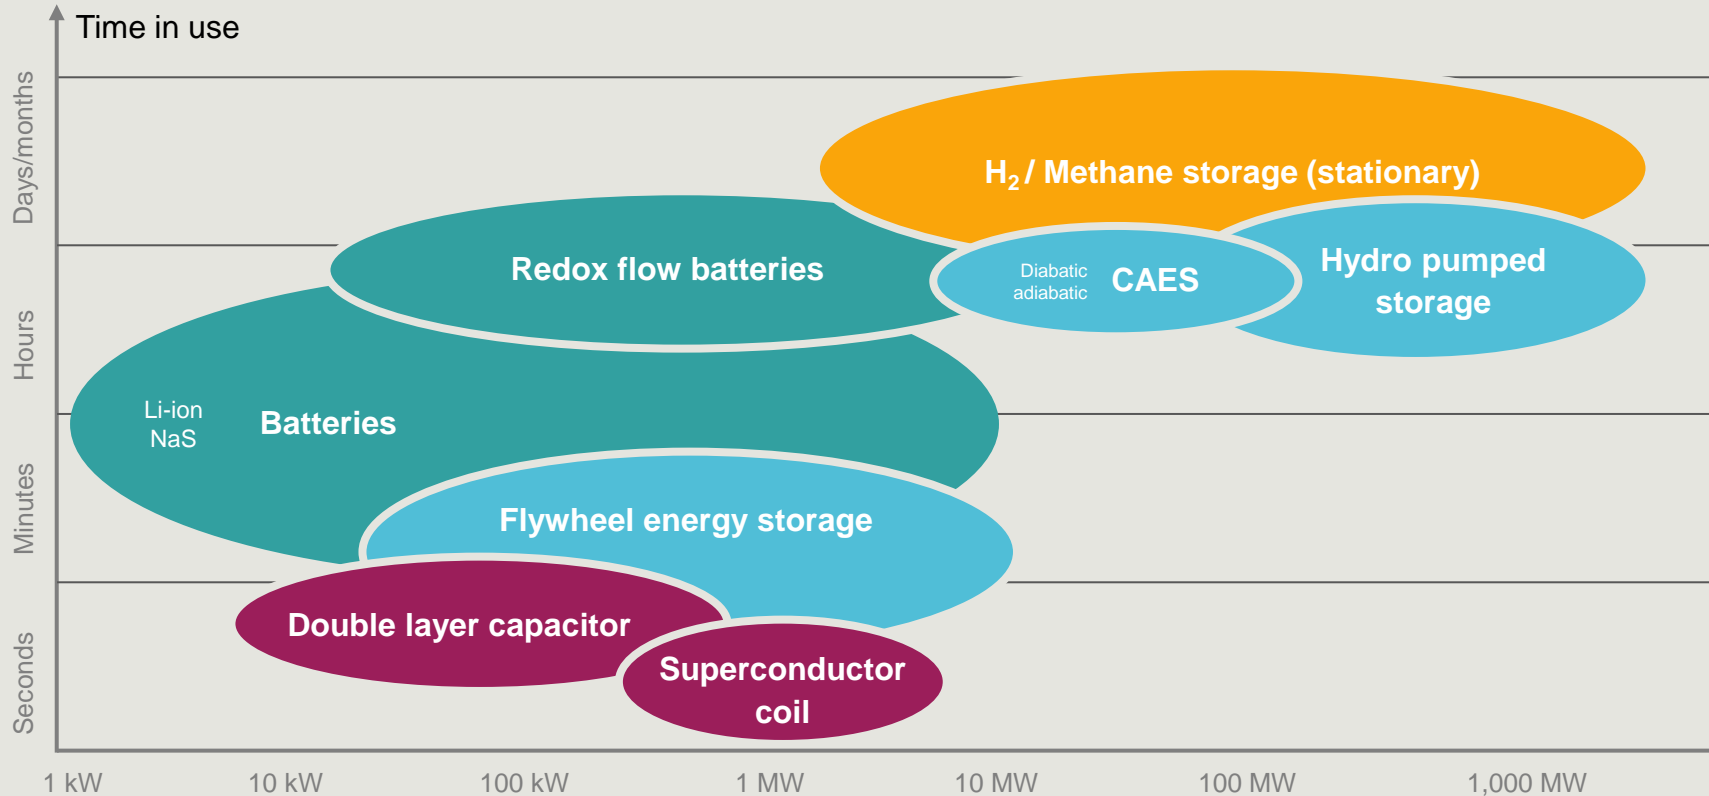 Time in use
Days/months
Hours
Minutes
Seconds
H₂ / Methane storage (stationary)
Redox flow batteries
Diabatic
adiabatic
CAES
Hydro pumped
storage
Li-ion
NaS
Batteries
Flywheel energy storage
Double layer capacitor
Superconductor
coil
1 kW 10 kW 100 kW 1 MW 10 MW 100 MW 1,000 MW